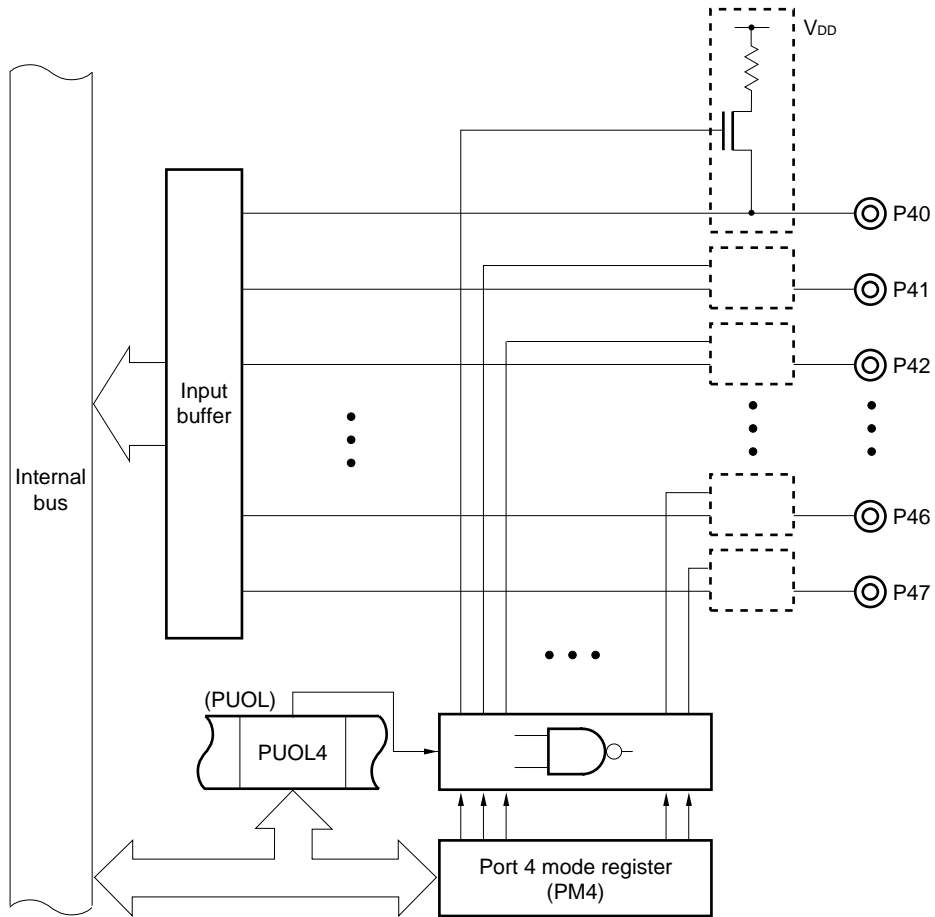 VDD
P40
P41
P42
Input
buffer
Internal
bus
P46
P47
(PUOL)
PUOL4
Port 4 mode register
(PM4)